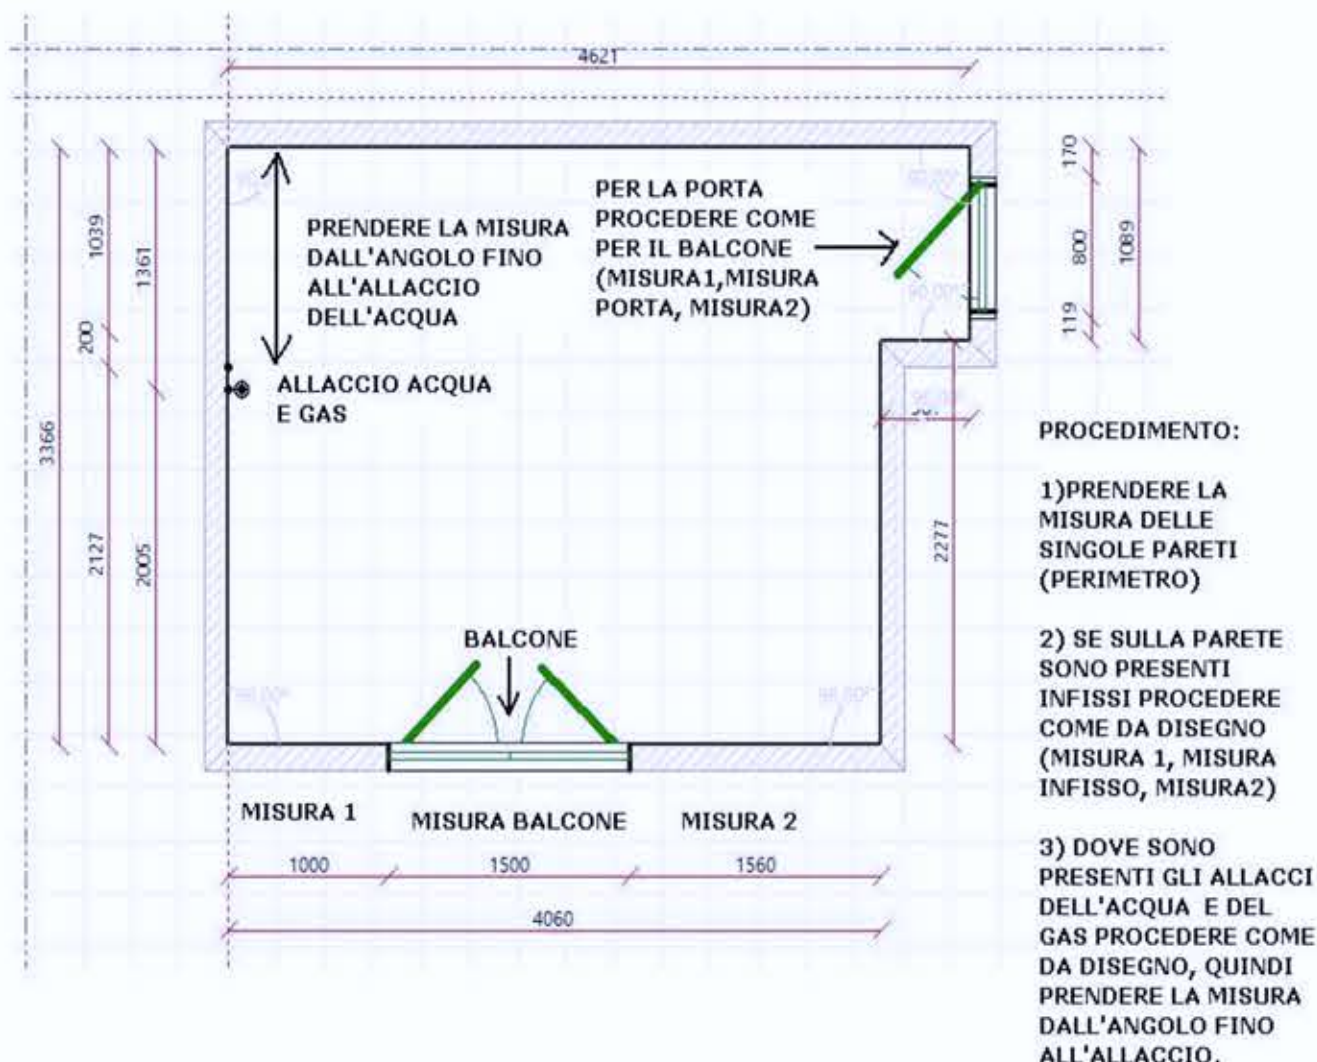 4621
PRENDERE LA MISURA
DALL'ANGOLO FINO
ALL'ALLACCIO
DELL'ACQUA
PER LA PORTA
PROCEDERE COME
PER IL BALCONE
(MISURA1,MISURA
PORTA, MISURA2)
170
800
119
1089
1039
200
2127
1361
2005
3366
90,00°
90,00°
ALLACCIO ACQUA
E GAS
2277
BALCONE
MISURA 1
MISURA BALCONE
MISURA 2
1000
1500
1560
4060
PROCEDIMENTO:
1)PRENDERE LA
MISURA DELLE
SINGOLE PARETI
(PERIMETRO)
2) SE SULLA PARETE
SONO PRESENTI
INFISSI PROCEDERE
COME DA DISEGNO
(MISURA 1, MISURA
INFISSO, MISURA2)
3) DOVE SONO
PRESENTI GLI ALLACCI
DELL'ACQUA E DEL
GAS PROCEDERE COME
DA DISEGNO, QUINDI
PRENDERE LA MISURA
DALL'ANGOLO FINO
ALL'ALLACCIO.